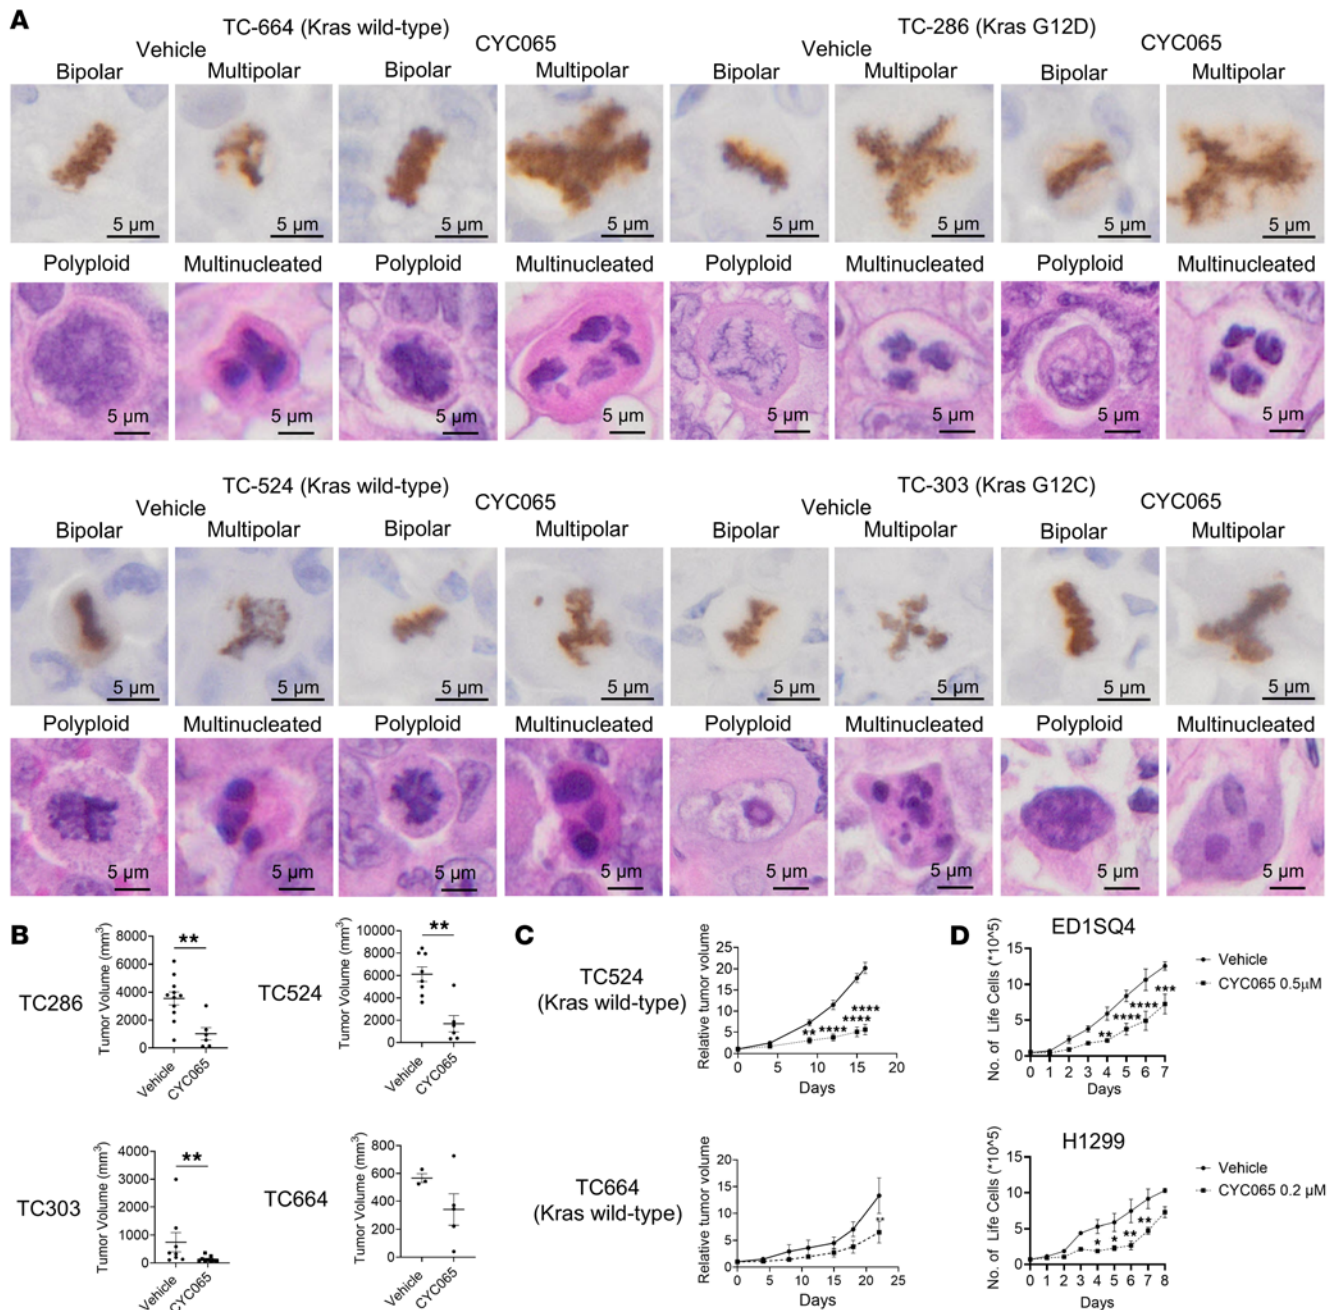 A
TC-664 (Kras wild-type)
TC-286 (Kras G12D)
Vehicle
CYC065
Vehicle
CYC065
Bipolar Multipolar Bipolar Multipolar Bipolar Multipolar Bipolar Multipolar
5 µm 5 µm 5 µm 5 µm 5 µm 5 µm 5 µm 5 µm
Polyploid Multinucleated Polyploid Multinucleated Polyploid Multinucleated Polyploid Multinucleated
5 µm 5 µm 5 µm 5 µm 5 µm 5 µm 5 µm 5 µm
TC-524 (Kras wild-type)
TC-303 (Kras G12C)
Vehicle
CYC065
Vehicle
CYC065
Bipolar Multipolar Bipolar Multipolar Bipolar Multipolar Bipolar Multipolar
5 µm 5 µm 5 µm 5 µm 5 µm 5 µm 5 µm 5 µm
Polyploid Multinucleated Polyploid Multinucleated Polyploid Multinucleated Polyploid Multinucleated
5 µm 5 µm 5 µm 5 µm 5 µm 5 µm 5 µm 5 µm
B
TC286
Tumor Volume (mm³)
8000
6000
4000
2000
0
**
Vehicle
CYC065
TC524
Tumor Volume (mm³)
10000
8000
6000
4000
2000
0
**
Vehicle
CYC065
TC303
Tumor Volume (mm³)
4000
3000
2000
1000
0
**
Vehicle
CYC065
TC664
Tumor Volume (mm³)
800
600
400
200
0
Vehicle
CYC065
C
TC524
(Kras wild-type)
Relative tumor volume
25
20
15
10
5
0
** **** **** ****
0 5 10 15 20
Days
TC664
(Kras wild-type)
Relative tumor volume
20
15
10
5
0
**
0 5 10 15 20 25
Days
D
ED1SQ4
No. of Life Cells (*10^5)
15
10
5
0
** **** **** ***
0 1 2 3 4 5 6 7
Days
Vehicle
CYC065 0.5µM
H1299
No. of Life Cells (*10^5)
15
10
5
0
* * ** **
0 1 2 3 4 5 6 7 8
Days
Vehicle
CYC065 0.2 µM